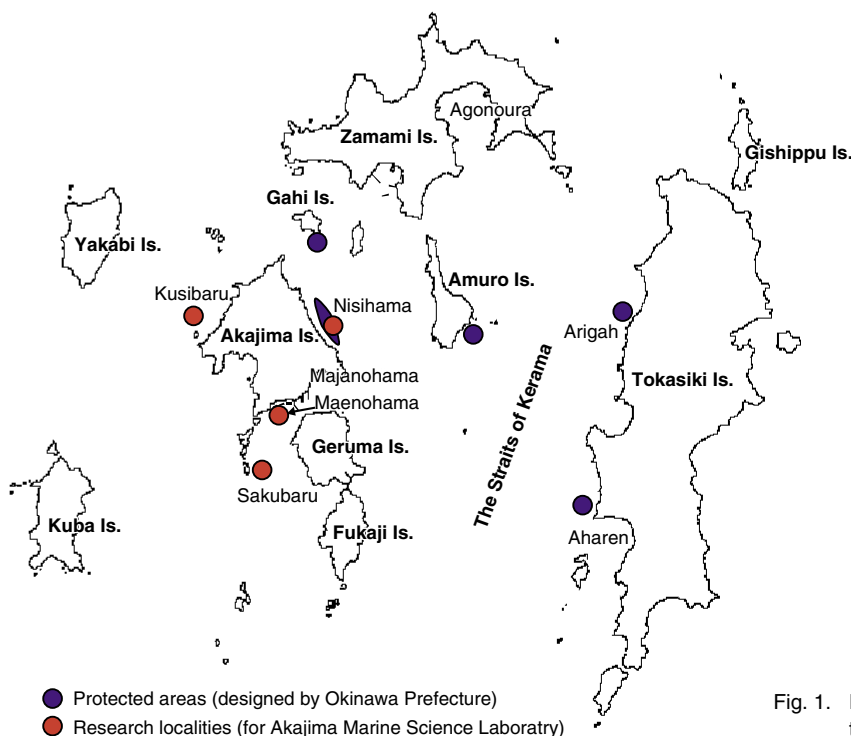 Agonoura
Zamami Is.
Gishippu Is.
Gahi Is.
Yakabi Is.
Amuro Is.
Kusibaru
Nisihama
Akajima Is.
Arigah
Majanohama
Tokasiki Is.
Maenohama
The Straits of Kerama
Geruma Is.
Sakubaru
Kuba Is.
Fukaji Is.
Aharen
Protected areas (designed by Okinawa Prefecture)
Research localities (for Akajima Marine Science Laboratry)
Fig. 1.